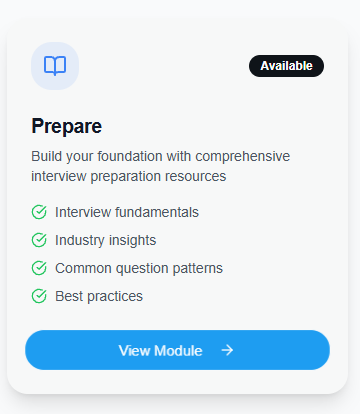 Available
Prepare
Build your foundation with comprehensive
interview preparation resources
Interview fundamentals
Industry insights
Common question patterns
Best practices
View Module